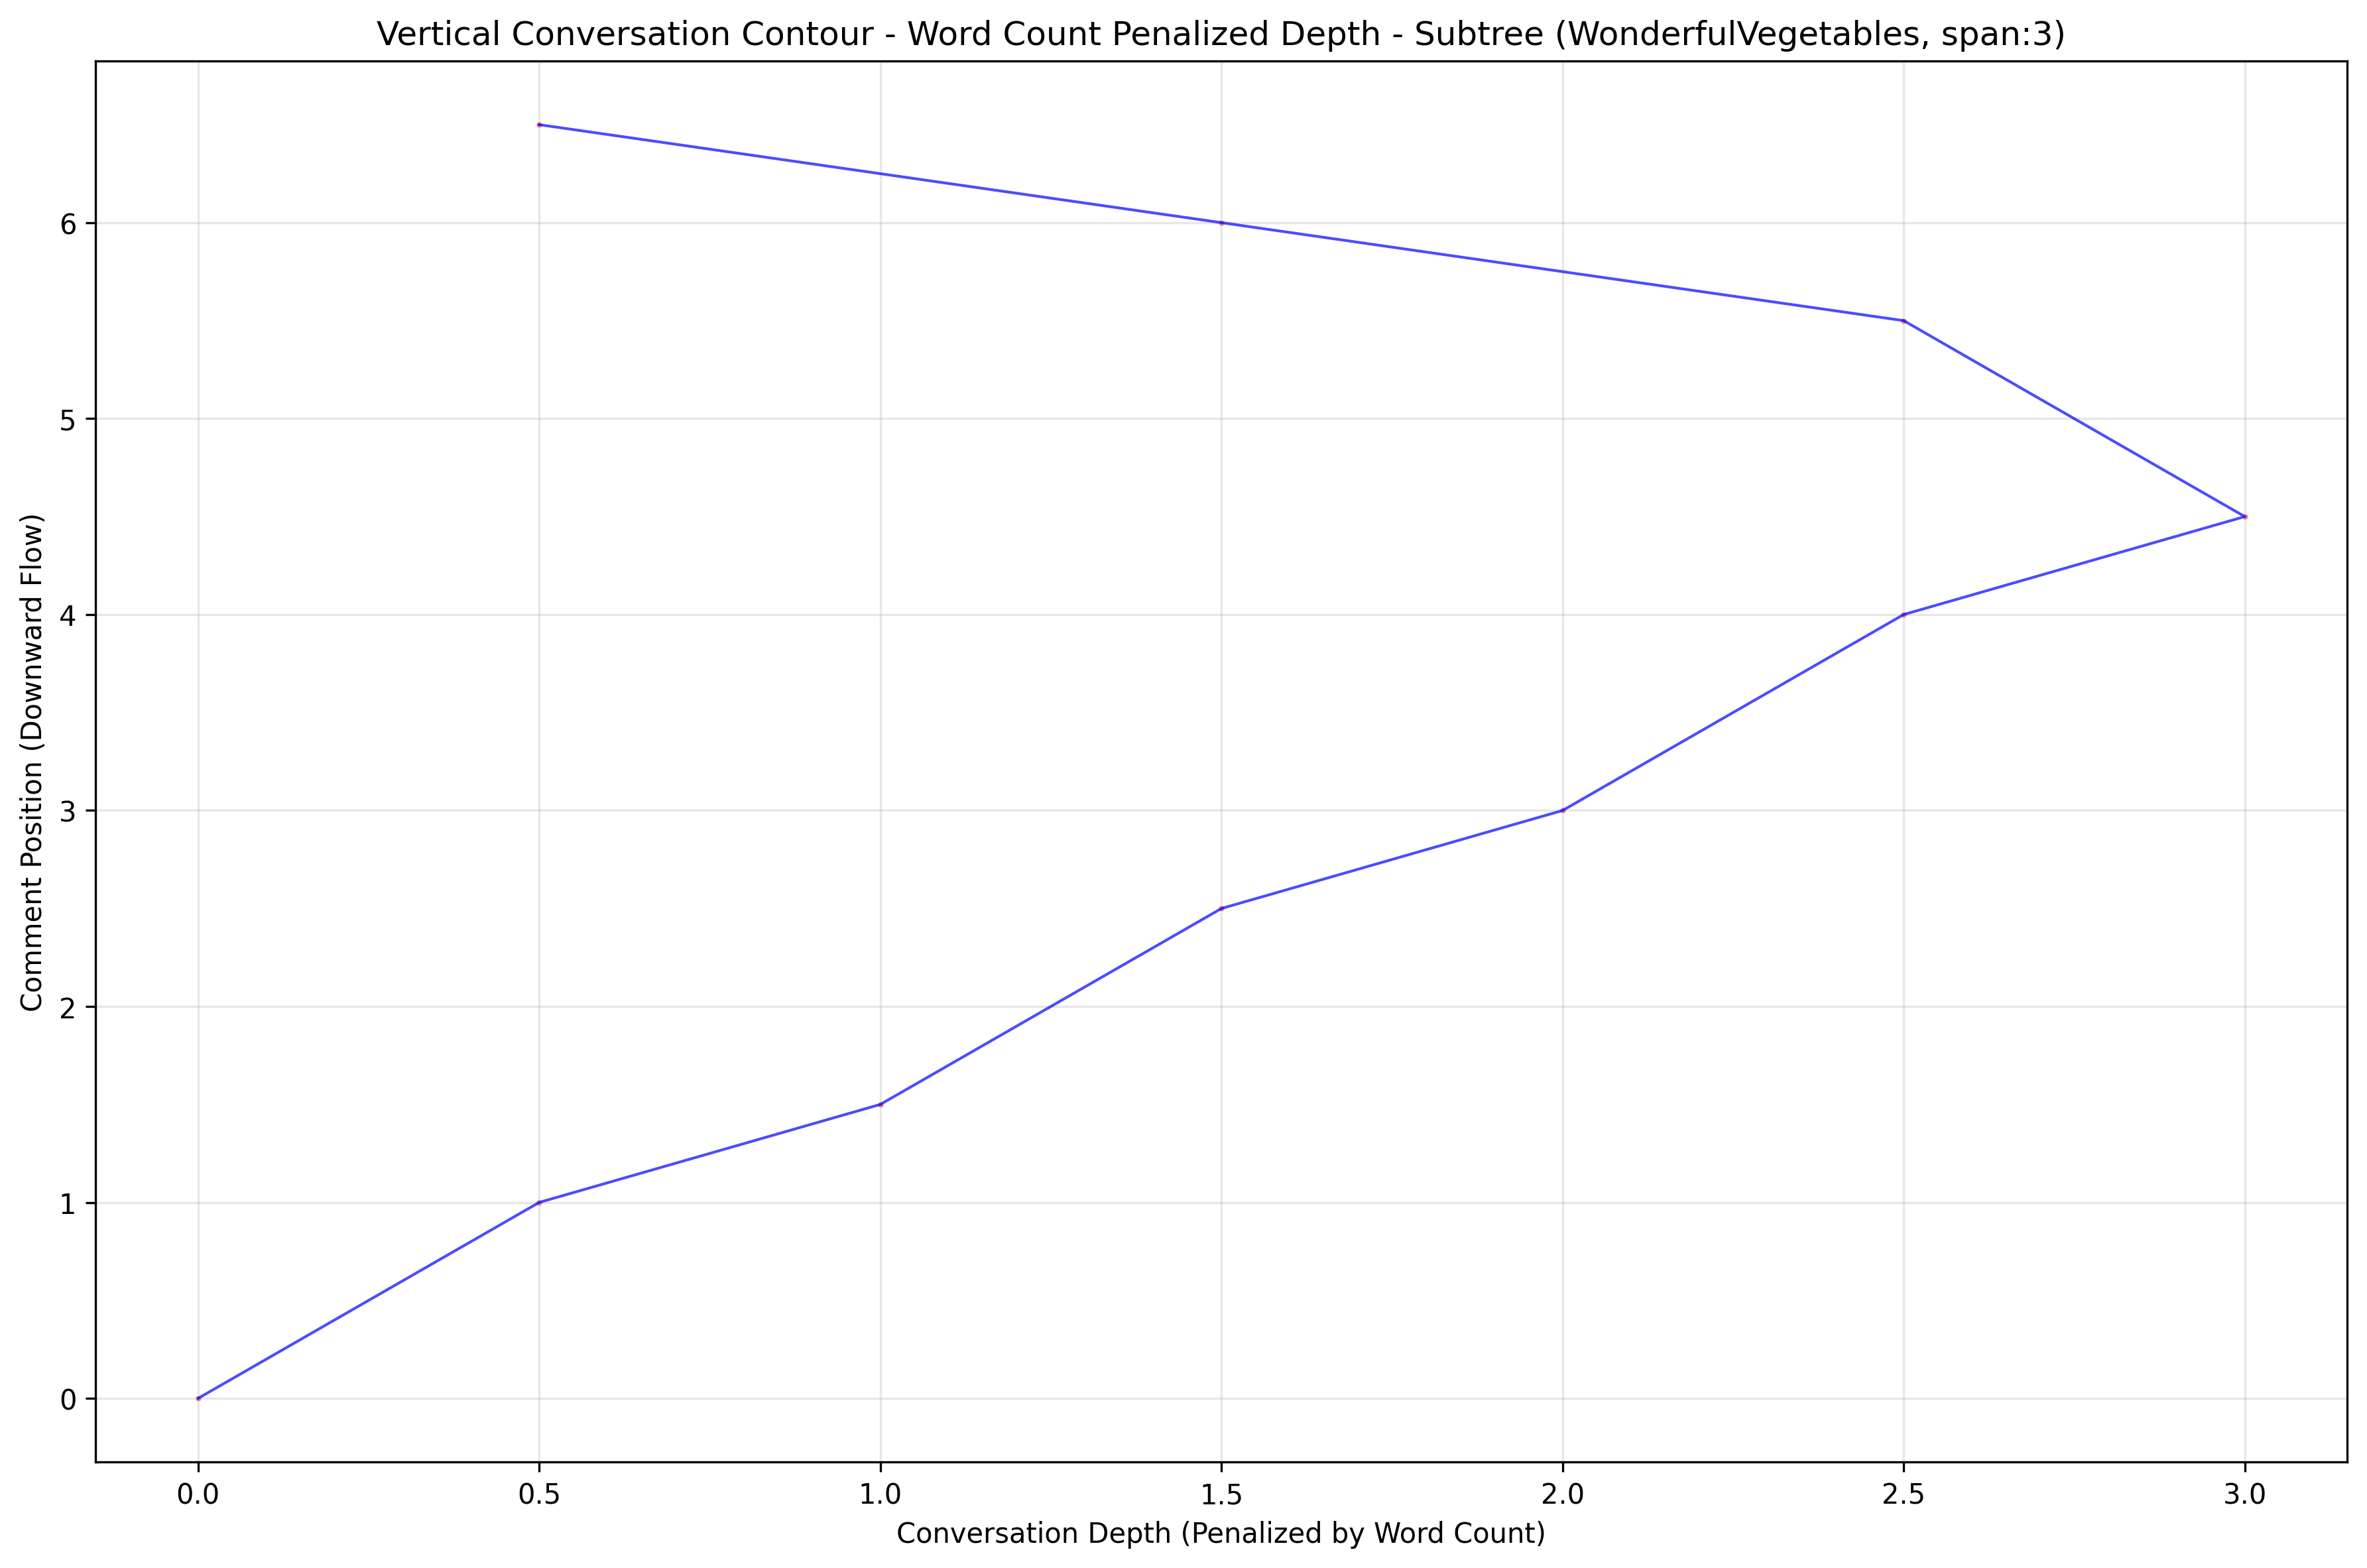 Vertical Conversation Contour - Word Count Penalized Depth - Subtree (WonderfulVegetables, span:3)
Comment Position (Downward Flow)
6
5
4
3
2
1
0
0.0 0.5 1.0 1.5 2.0 2.5 3.0
Conversation Depth (Penalized by Word Count)